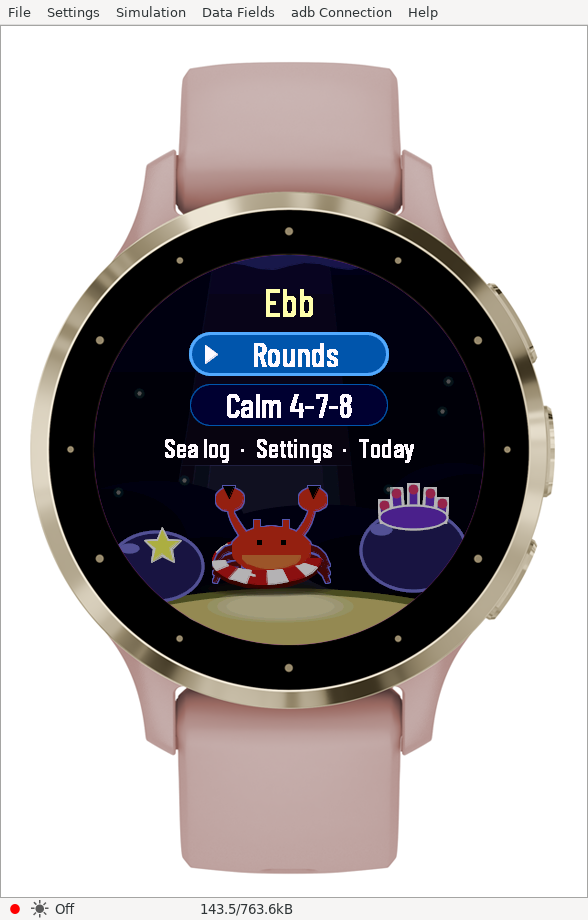 File Settings Simulation Data Fields adb Connection Help
Ebb
Rounds
Calm 4-7-8
Sea log · Settings · Today
Off 143.5/763.6kB